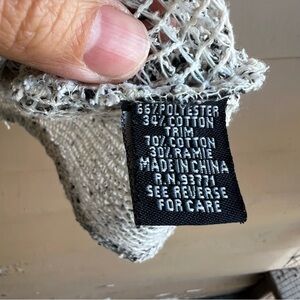 66%POLYESTER
34%COTTON
TRIM
70%COTTON
30%RAMIE
MADE IN CHINA
R.N.93771
SEE REVERSE
FOR CARE